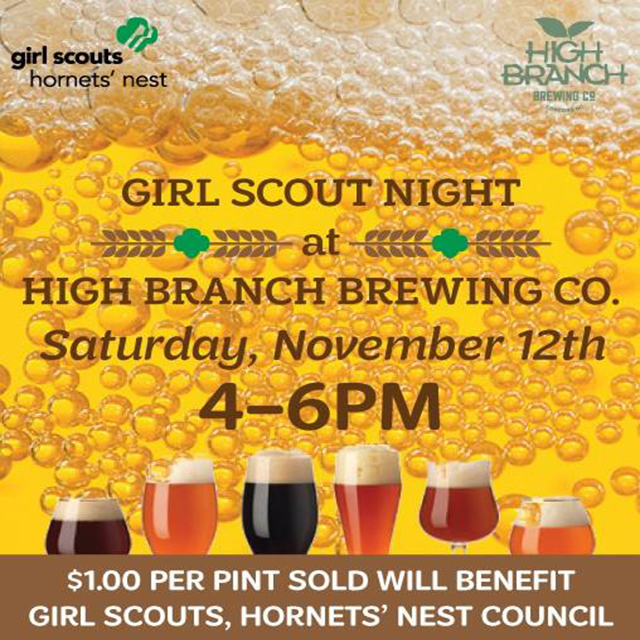 girl scouts
hornets' nest
HIGH
BRANCH
BREWING CO
GIRL SCOUT NIGHT
at
HIGH BRANCH BREWING CO.
Saturday, November 12th
4–6PM
$1.00 PER PINT SOLD WILL BENEFIT
GIRL SCOUTS, HORNETS' NEST COUNCIL